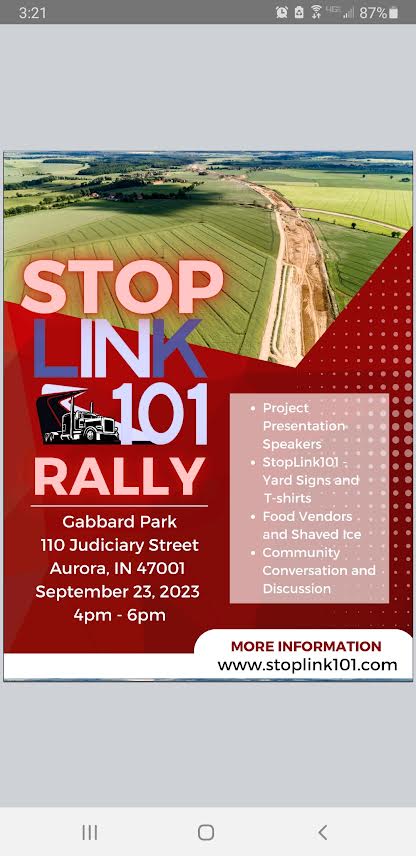 3:21
87%
STOP
LINK
101
RALLY
Gabbard Park
110 Judiciary Street
Aurora, IN 47001
September 23, 2023
4pm - 6pm
• Project
Presentation
Speakers
• StopLink101 -
Yard Signs and
T-shirts
• Food Vendors
and Shaved Ice
• Community
Conversation and
Discussion
MORE INFORMATION
www.stoplink101.com